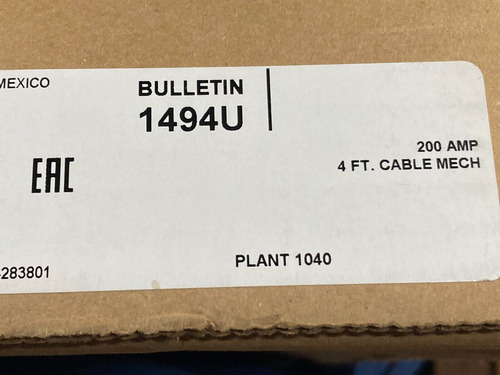 MEXICO
BULLETIN
1494U
200 AMP
4 FT. CABLE MECH
EAC
-283801
PLANT 1040